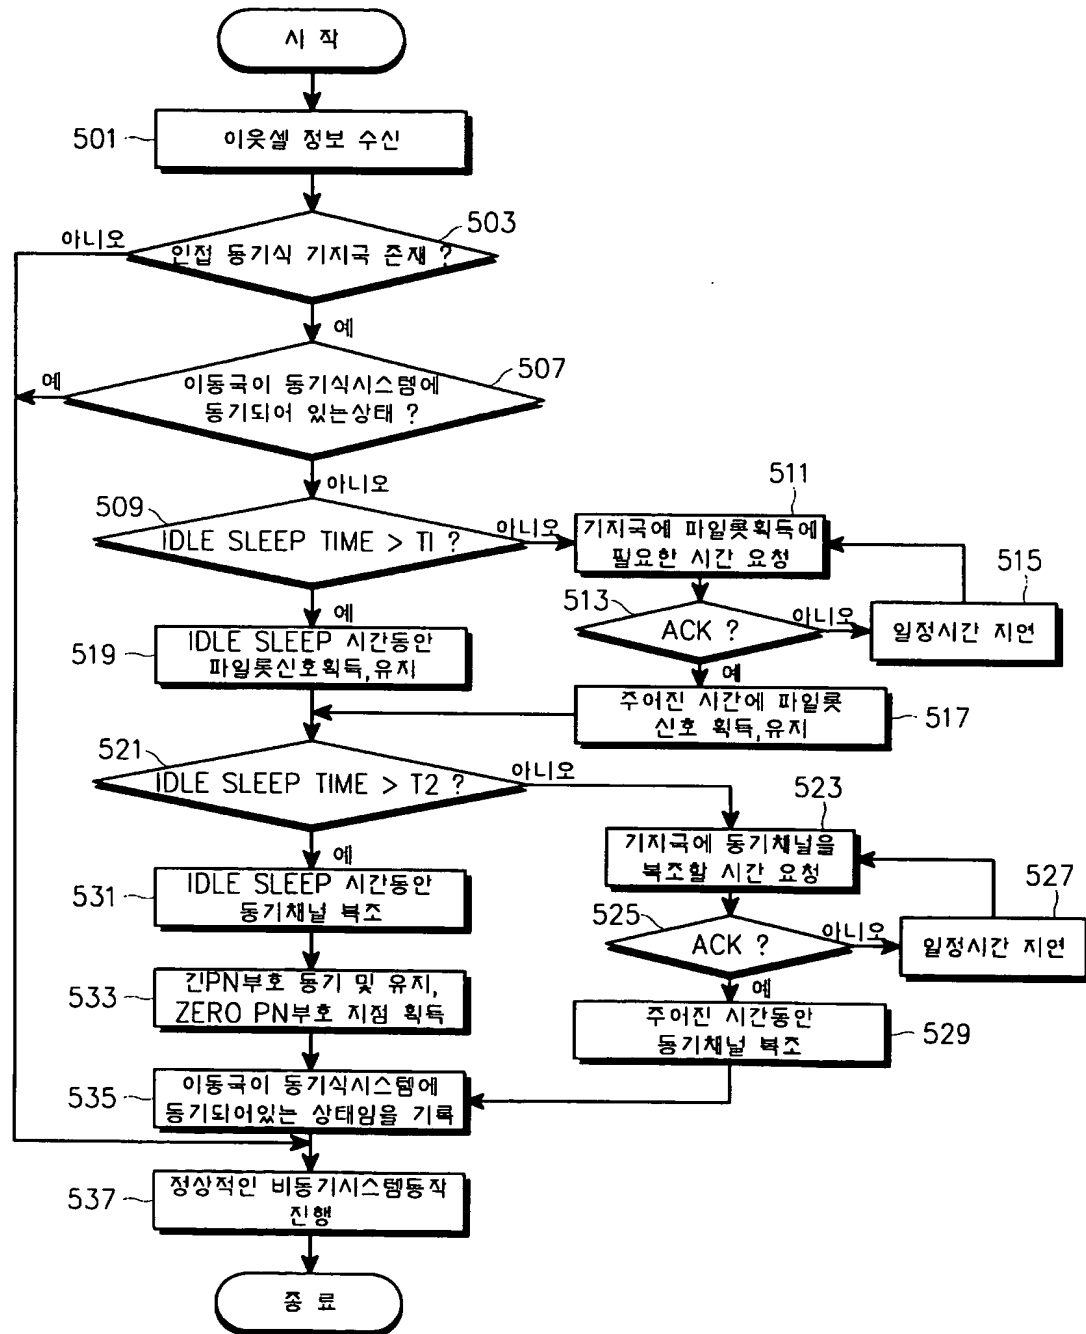 시 작
501
이웃셀 정보 수신
503
아니오
인접 동기식 기지국 존재 ?
예
507
예
이동국이 동기식시스템에
동기되어 있는상태 ?
아니오
509
IDLE SLEEP TIME > T1 ?
아니오
511
기지국에 파일롯획득에
필요한 시간 요청
515
513
ACK ?
아니오
일정시간 지연
예
예
519
IDLE SLEEP 시간동안
파일롯신호획득,유지
주어진 시간에 파일롯
신호 획득,유지
517
521
IDLE SLEEP TIME > T2 ?
아니오
523
기지국에 동기채널을
복조할 시간 요청
예
531
IDLE SLEEP 시간동안
동기채널 복조
527
525
ACK ?
아니오
일정시간 지연
예
533
긴PN부호 동기 및 유지,
ZERO PN부호 지점 획득
주어진 시간동안
동기채널 복조
529
535
이동국이 동기식시스템에
동기되어있는 상태임을 기록
537
정상적인 비동기시스템동작
진행
종 료